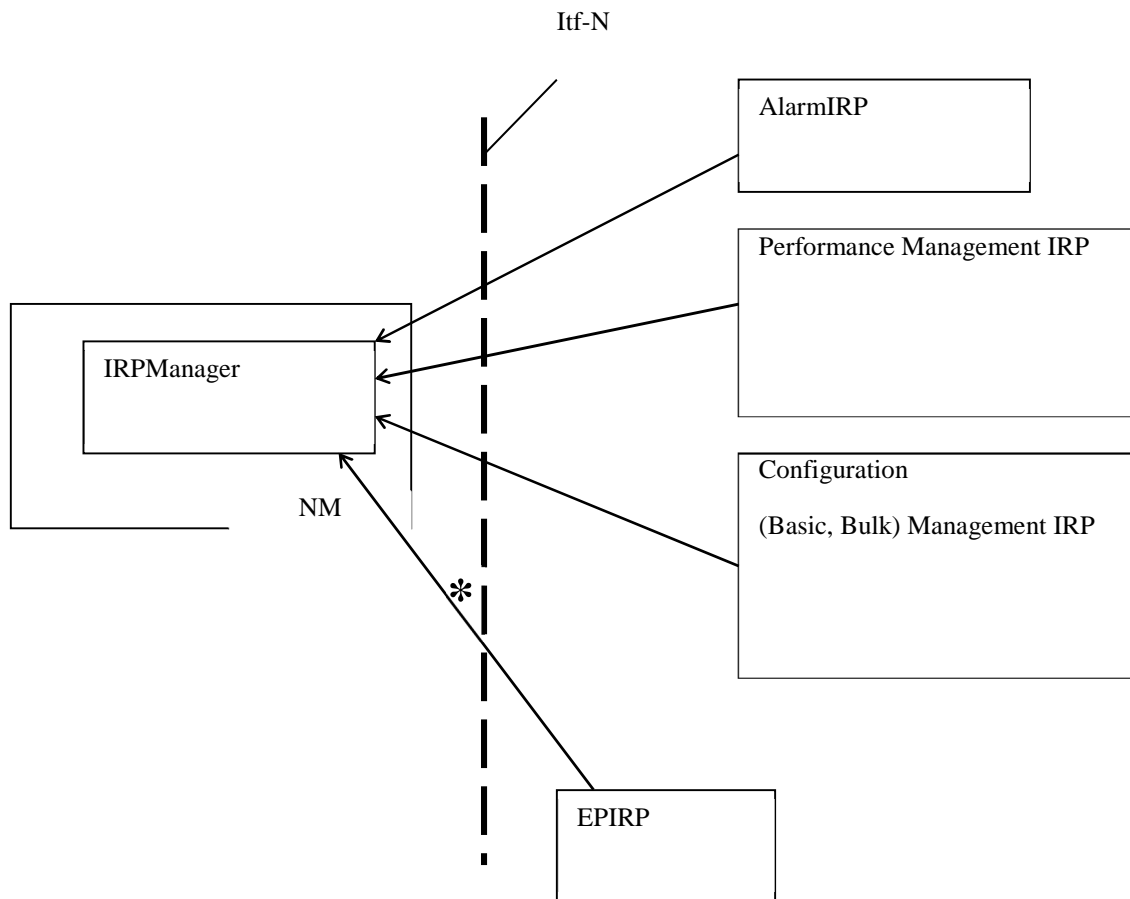 Itf-N
AlarmIRP
Performance Management IRP
IRPManager
Configuration
(Basic, Bulk) Management IRP
NM
*
EPIRP